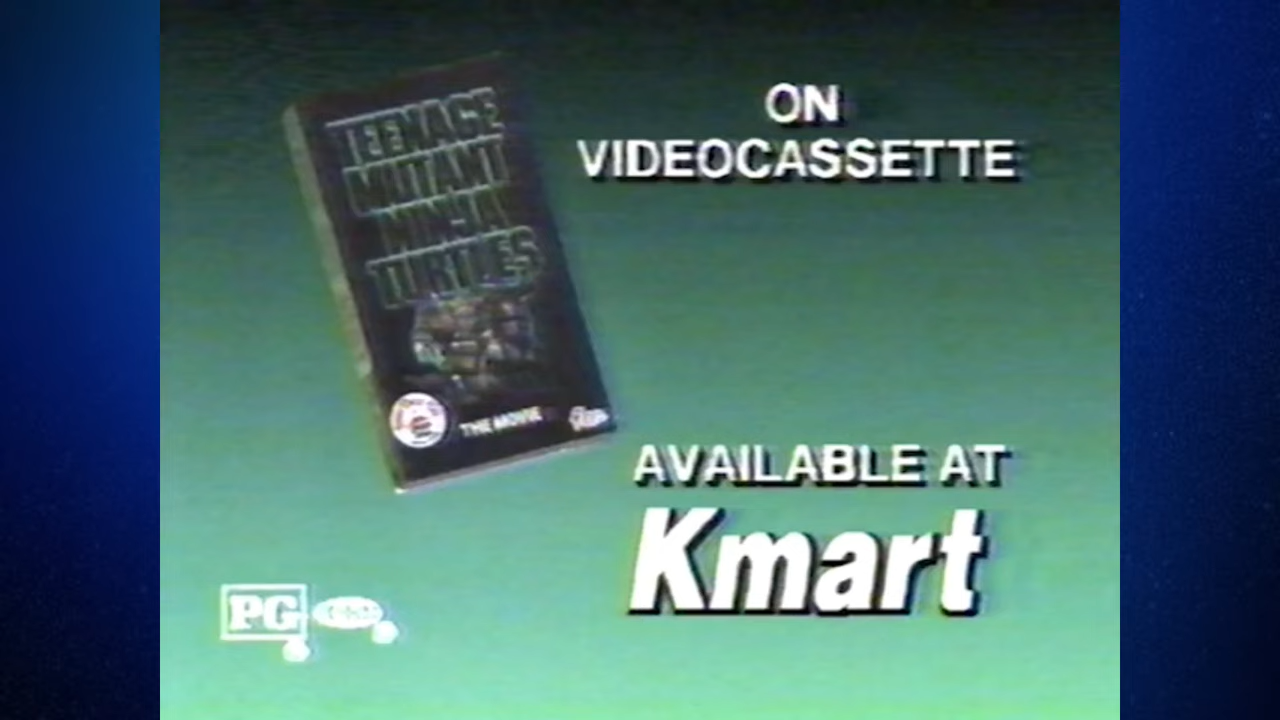 TEENAGE
MUTANT
NINJA
TURTLES
THE MOVIE
ON
VIDEOCASSETTE
AVAILABLE AT
Kmart
PG